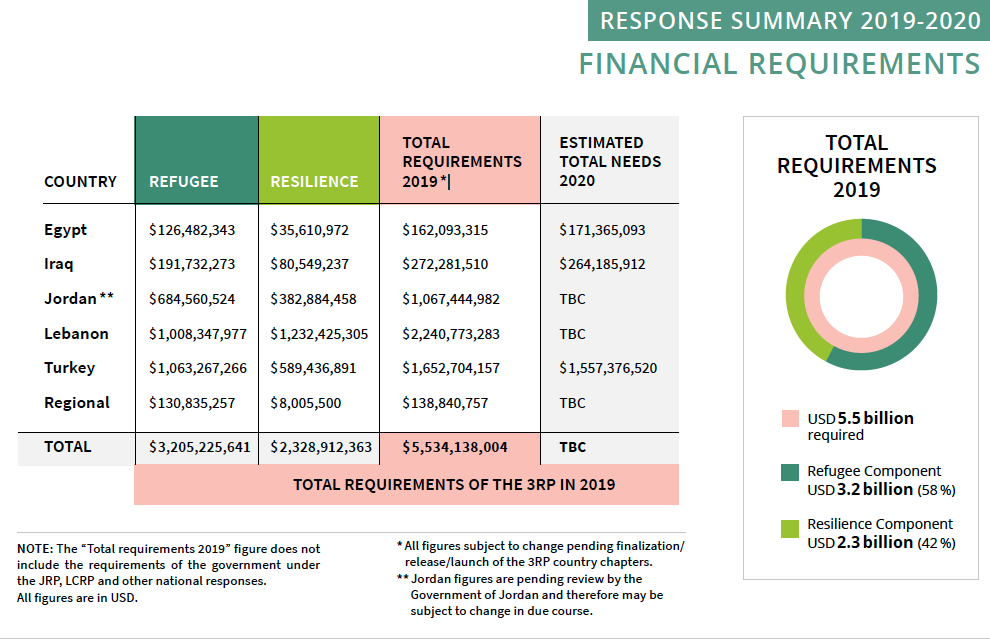 RESPONSE SUMMARY 2019-2020
FINANCIAL REQUIREMENTS
COUNTRY REFUGEE RESILIENCE TOTAL REQUIREMENTS 2019* ESTIMATED TOTAL NEEDS 2020
Egypt $126,482,343 $35,610,972 $162,093,315 $171,365,093
Iraq $191,732,273 $80,549,237 $272,281,510 $264,185,912
Jordan** $684,560,524 $382,884,458 $1,067,444,982 TBC
Lebanon $1,008,347,977 $1,232,425,305 $2,240,773,283 TBC
Turkey $1,063,267,266 $589,436,891 $1,652,704,157 $1,557,376,520
Regional $130,835,257 $8,005,500 $138,840,757 TBC
TOTAL $3,205,225,641 $2,328,912,363 $5,534,138,004 TBC
TOTAL REQUIREMENTS OF THE 3RP IN 2019
NOTE: The “Total requirements 2019” figure does not
include the requirements of the government under
the JRP, LCRP and other national responses.
All figures are in USD.
* All figures subject to change pending finalization/
release/launch of the 3RP country chapters.
** Jordan figures are pending review by the
Government of Jordan and therefore may be
subject to change in due course.
TOTAL
REQUIREMENTS
2019
USD 5.5 billion
required
Refugee Component
USD 3.2 billion (58%)
Resilience Component
USD 2.3 billion (42%)